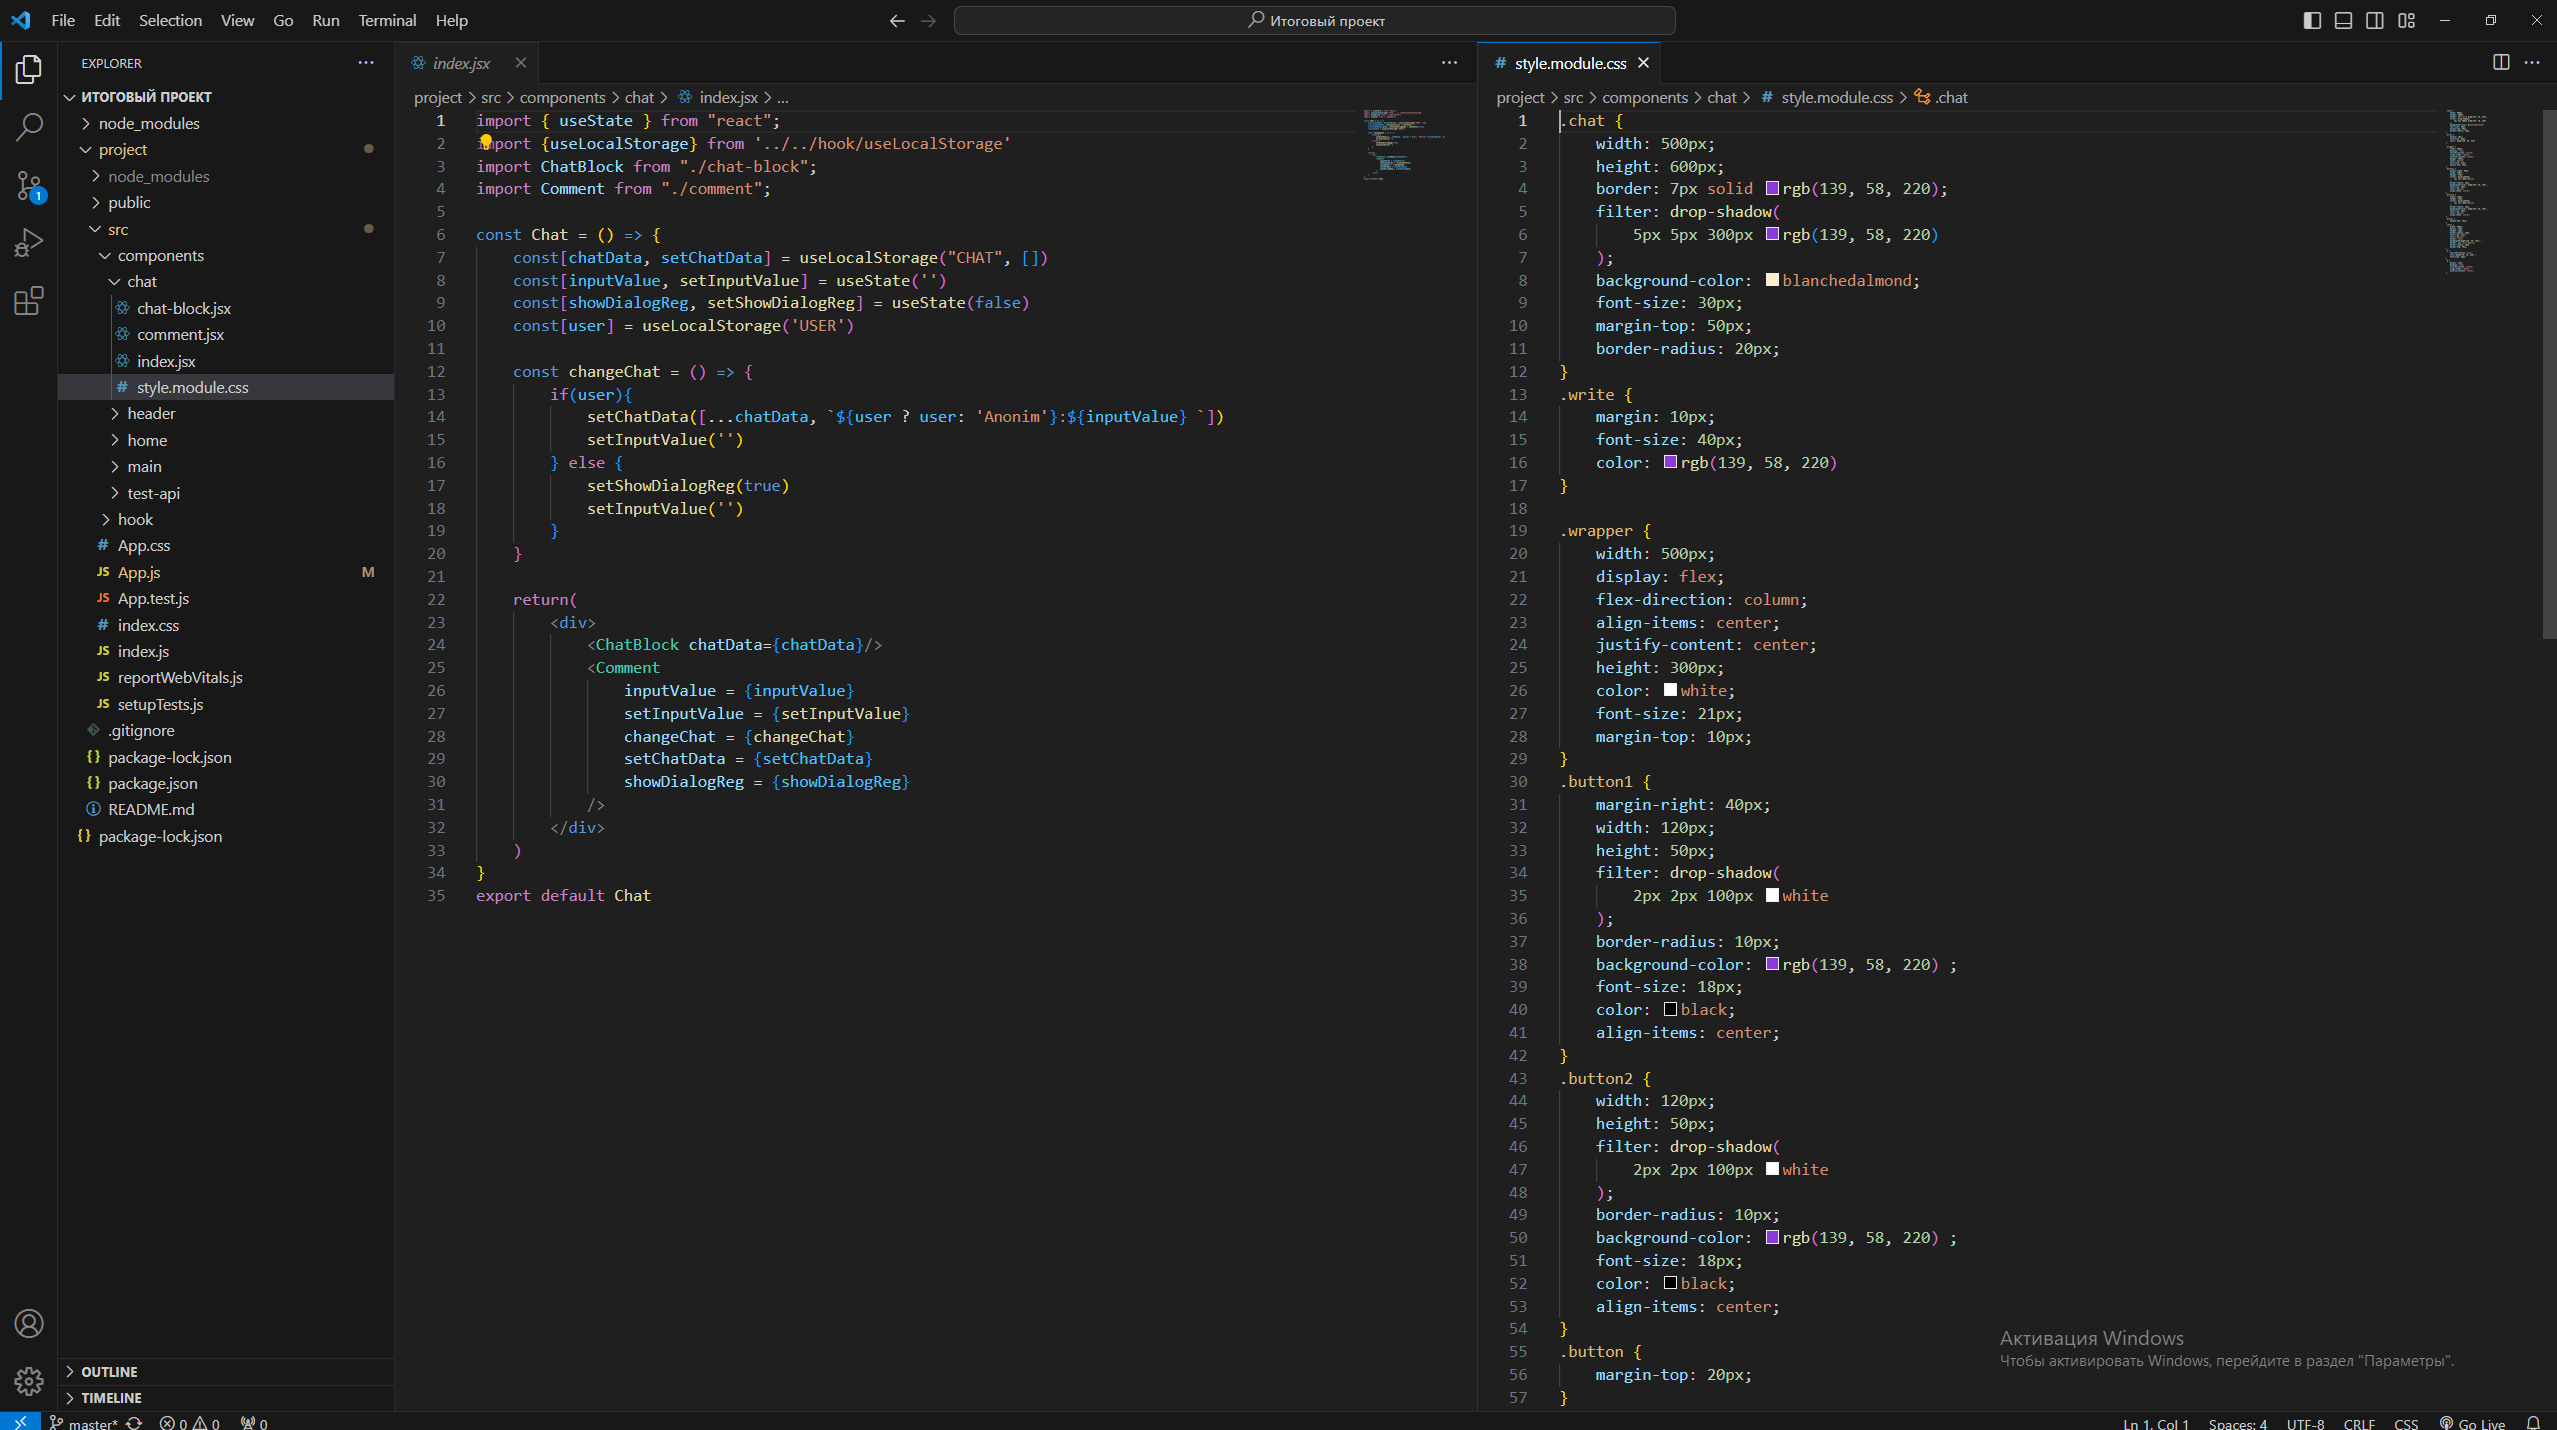 File Edit Selection View Go Run Terminal Help
Итоговый проект
EXPLORER
ИТОГОВЫЙ ПРОЕКТ
node_modules
project
node_modules
public
src
components
chat
chat-block.jsx
comment.jsx
index.jsx
style.module.css
header
home
main
test-api
hook
App.css
App.js M
App.test.js
index.css
index.js
reportWebVitals.js
setupTests.js
.gitignore
package-lock.json
package.json
README.md
package-lock.json
OUTLINE
TIMELINE
index.jsx
project > src > components > chat > index.jsx > ...
1 import { useState } from "react";
2 import {useLocalStorage} from '../../hook/useLocalStorage'
3 import ChatBlock from "./chat-block";
4 import Comment from "./comment";
5
6 const Chat = () => {
7 const[chatData, setChatData] = useLocalStorage("CHAT", [])
8 const[inputValue, setInputValue] = useState('')
9 const[showDialogReg, setShowDialogReg] = useState(false)
10 const[user] = useLocalStorage('USER')
11
12 const changeChat = () => {
13 if(user){
14 setChatData([...chatData, `${user ? user: 'Anonim'}:${inputValue} `])
15 setInputValue('')
16 } else {
17 setShowDialogReg(true)
18 setInputValue('')
19 }
20 }
21
22 return(
23 <div>
24 <ChatBlock chatData={chatData}/>
25 <Comment
26 inputValue = {inputValue}
27 setInputValue = {setInputValue}
28 changeChat = {changeChat}
29 setChatData = {setChatData}
30 showDialogReg = {showDialogReg}
31 />
32 </div>
33 )
34 }
35 export default Chat
# style.module.css
project > src > components > chat > # style.module.css > .chat
1 .chat {
2 width: 500px;
3 height: 600px;
4 border: 7px solid rgb(139, 58, 220);
5 filter: drop-shadow(
6 5px 5px 300px rgb(139, 58, 220)
7 );
8 background-color: blanchedalmond;
9 font-size: 30px;
10 margin-top: 50px;
11 border-radius: 20px;
12 }
13 .write {
14 margin: 10px;
15 font-size: 40px;
16 color: rgb(139, 58, 220)
17 }
18
19 .wrapper {
20 width: 500px;
21 display: flex;
22 flex-direction: column;
23 align-items: center;
24 justify-content: center;
25 height: 300px;
26 color: white;
27 font-size: 21px;
28 margin-top: 10px;
29 }
30 .button1 {
31 margin-right: 40px;
32 width: 120px;
33 height: 50px;
34 filter: drop-shadow(
35 2px 2px 100px white
36 );
37 border-radius: 10px;
38 background-color: rgb(139, 58, 220) ;
39 font-size: 18px;
40 color: black;
41 align-items: center;
42 }
43 .button2 {
44 width: 120px;
45 height: 50px;
46 filter: drop-shadow(
47 2px 2px 100px white
48 );
49 border-radius: 10px;
50 background-color: rgb(139, 58, 220) ;
51 font-size: 18px;
52 color: black;
53 align-items: center;
54 }
55 .button {
56 margin-top: 20px;
57 }
Активация Windows
Чтобы активировать Windows, перейдите в раздел "Параметры".
master* 0 0 0
Ln 1, Col 1 Spaces: 4 UTF-8 CRLF CSS Go Live